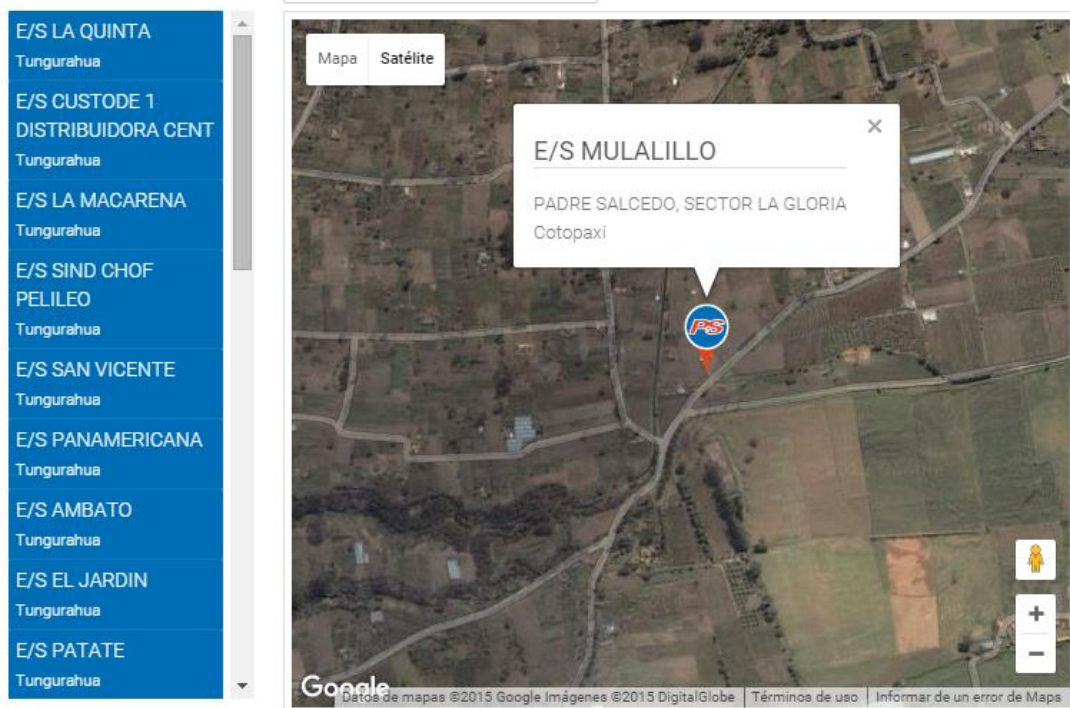 E/S LA QUINTA
Tungurahua
E/S CUSTODE 1
DISTRIBUIDORA CENT
Tungurahua
E/S LA MACARENA
Tungurahua
E/S SIND CHOF
PELILEO
Tungurahua
E/S SAN VICENTE
Tungurahua
E/S PANAMERICANA
Tungurahua
E/S AMBATO
Tungurahua
E/S EL JARDIN
Tungurahua
E/S PATATE
Tungurahua
Mapa Satélite
E/S MULALILLO
PADRE SALCEDO, SECTOR LA GLORIA
Cotopaxi
PS
Google
Datos de mapas ©2015 Google Imágenes ©2015 DigitalGlobe Términos de uso Informar de un error de Maps